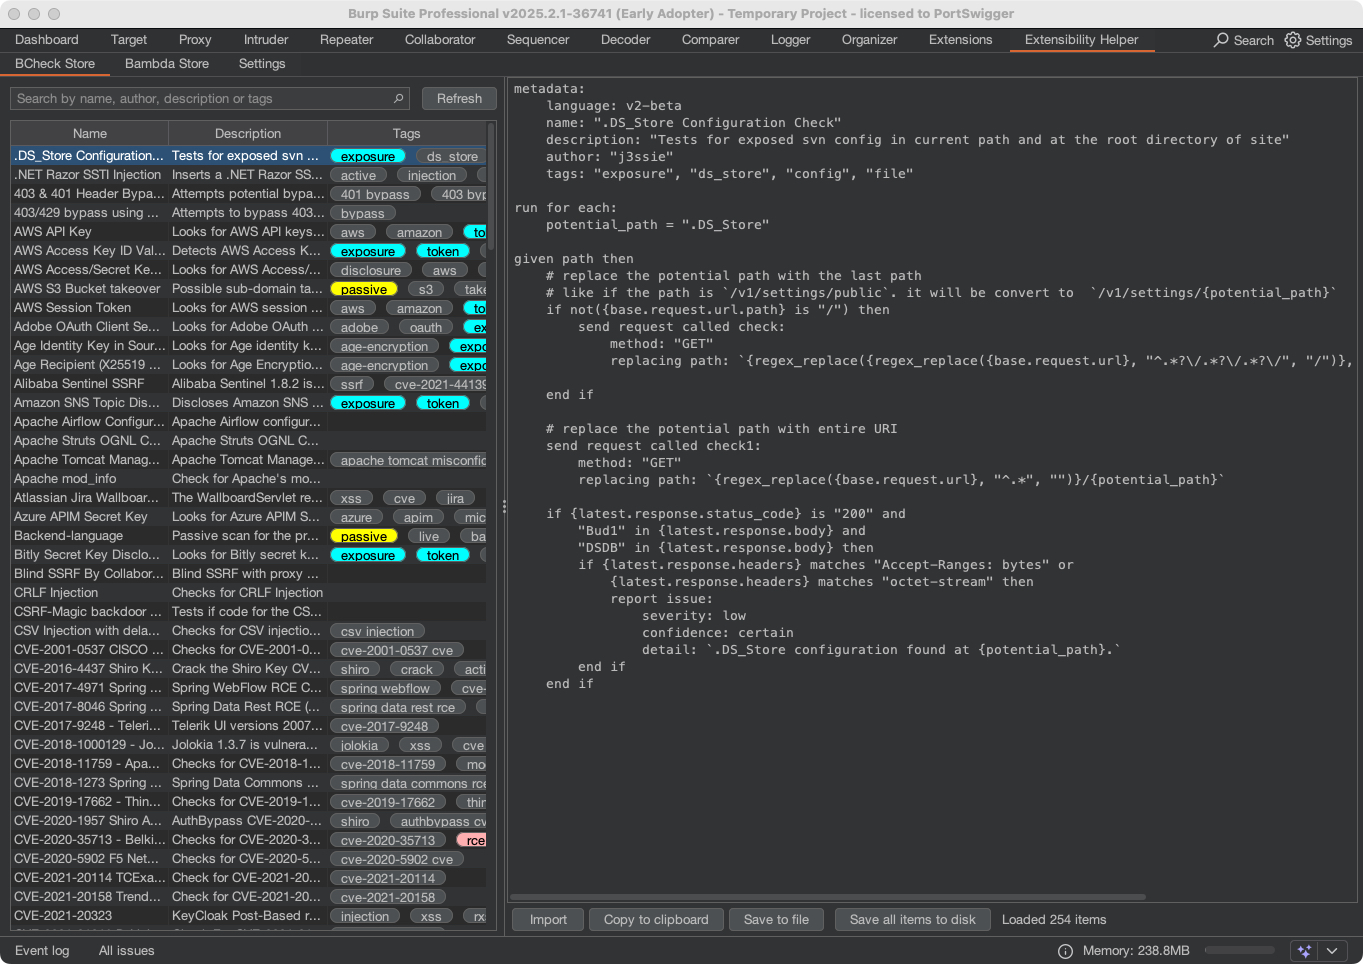 Burp Suite Professional v2025.2.1-36741 (Early Adopter) - Temporary Project - licensed to PortSwigger
Dashboard Target Proxy Intruder Repeater Collaborator Sequencer Decoder Comparer Logger Organizer Extensions Extensibility Helper Search Settings
BCheck Store Bambda Store Settings
Search by name, author, description or tags Refresh
Name Description Tags
.DS_Store Configuration... Tests for exposed svn ... exposure ds_store
.NET Razor SSTI Injection Inserts a .NET Razor SS... active injection
403 & 401 Header Bypa... Attempts potential bypa... 401 bypass 403 byp
403/429 bypass using ... Attempts to bypass 403... bypass
AWS API Key Looks for AWS API keys... aws amazon to
AWS Access Key ID Val... Detects AWS Access K... exposure token
AWS Access/Secret Ke... Looks for AWS Access/... disclosure aws
AWS S3 Bucket takeover Possible sub-domain ta... passive s3 take
AWS Session Token Looks for AWS session ... aws amazon to
Adobe OAuth Client Se... Looks for Adobe OAuth ... adobe oauth ex
Age Identity Key in Sour... Looks for Age identity k... age-encryption expo
Age Recipient (X25519 ... Looks for Age Encryptio... age-encryption expo
Alibaba Sentinel SSRF Alibaba Sentinel 1.8.2 is... ssrf cve-2021-44139
Amazon SNS Topic Dis... Discloses Amazon SNS ... exposure token
Apache Airflow Configur... Apache Airflow configur...
Apache Struts OGNL C... Apache Struts OGNL C...
Apache Tomcat Manag... Apache Tomcat Manage... apache tomcat misconfic
Apache mod_info Check for Apache's mo...
Atlassian Jira Wallboar... The WallboardServlet re... xss cve jira
Azure APIM Secret Key Looks for Azure APIM S... azure apim mic
Backend-language Passive scan for the pr... passive live ba
Bitly Secret Key Disclo... Looks for Bitly secret k... exposure token
Blind SSRF By Collabor... Blind SSRF with proxy ...
CRLF Injection Checks for CRLF Injection
CSRF-Magic backdoor ... Tests if code for the CS...
CSV Injection with dela... Checks for CSV injectio... csv injection
CVE-2001-0537 CISCO ... Checks for CVE-2001-0... cve-2001-0537 cve
CVE-2016-4437 Shiro K... Crack the Shiro Key CV... shiro crack acti
CVE-2017-4971 Spring ... Spring WebFlow RCE C... spring webflow cve-
CVE-2017-8046 Spring ... Spring Data Rest RCE (... spring data rest rce
CVE-2017-9248 - Teleri... Telerik UI versions 2007... cve-2017-9248
CVE-2018-1000129 - Jo... Jolokia 1.3.7 is vulnera... jolokia xss cve
CVE-2018-11759 - Apa... Checks for CVE-2018-1... cve-2018-11759 mo
CVE-2018-1273 Spring ... Spring Data Commons ... spring data commons rce
CVE-2019-17662 - Thin... Checks for CVE-2019-1... cve-2019-17662 thin
CVE-2020-1957 Shiro A... AuthBypass CVE-2020-... shiro authbypass cv
CVE-2020-35713 - Belki... Checks for CVE-2020-3... cve-2020-35713 rce
CVE-2020-5902 F5 Net... Checks for CVE-2020-5... cve-2020-5902 cve
CVE-2021-20114 TCExa... Check for CVE-2021-20... cve-2021-20114
CVE-2021-20158 Trend... Check for CVE-2021-20... cve-2021-20158
CVE-2021-20323 KeyCloak Post-Based r... injection xss rx
metadata:
language: v2-beta
name: ".DS_Store Configuration Check"
description: "Tests for exposed svn config in current path and at the root directory of site"
author: "j3ssie"
tags: "exposure", "ds_store", "config", "file"
run for each:
potential_path = ".DS_Store"
given path then
# replace the potential path with the last path
# like if the path is `/v1/settings/public`. it will be convert to  `/v1/settings/{potential_path}`
if not({base.request.url.path} is "/") then
send request called check:
method: "GET"
replacing path: `{regex_replace({regex_replace({base.request.url}, "^.*?\/.*?\/.*?\/", "/")},
end if
# replace the potential path with entire URI
send request called check1:
method: "GET"
replacing path: `{regex_replace({base.request.url}, "^.*", "")}/{potential_path}`
if {latest.response.status_code} is "200" and
"Bud1" in {latest.response.body} and
"DSDB" in {latest.response.body} then
if {latest.response.headers} matches "Accept-Ranges: bytes" or
{latest.response.headers} matches "octet-stream" then
report issue:
severity: low
confidence: certain
detail: `.DS_Store configuration found at {potential_path}.`
end if
end if
Import Copy to clipboard Save to file Save all items to disk Loaded 254 items
Event log All issues Memory: 238.8MB